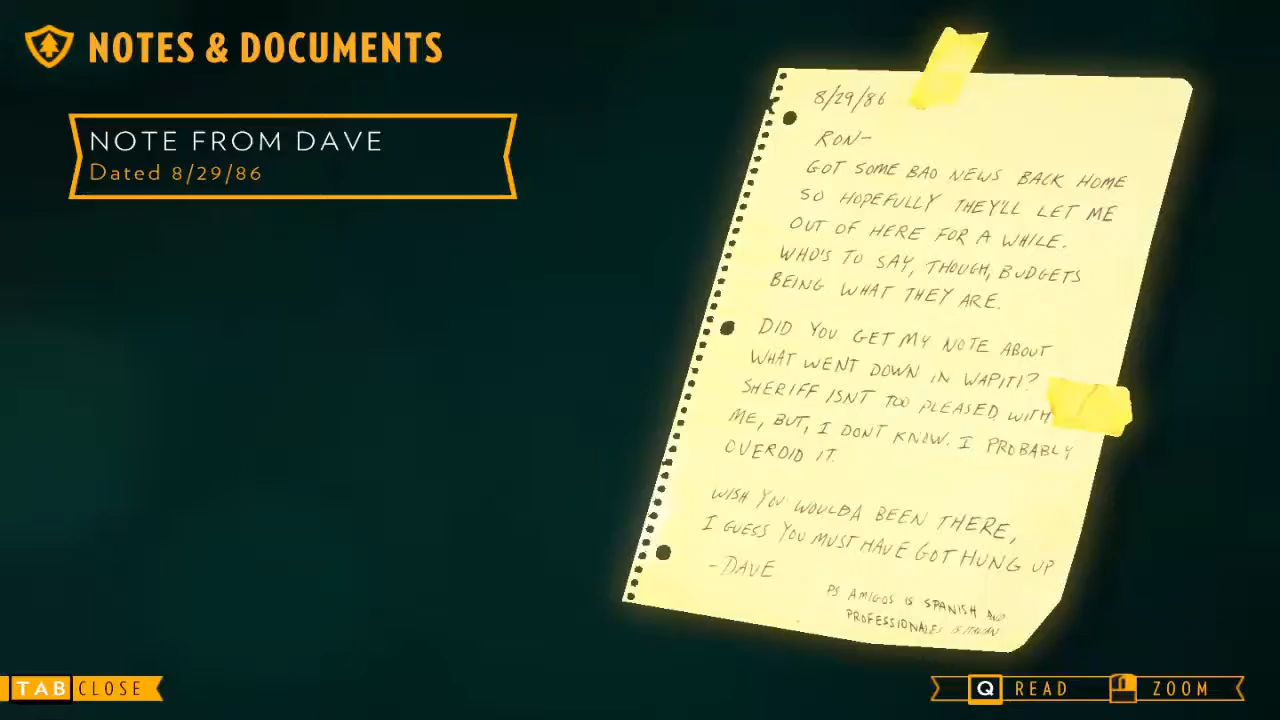 NOTES & DOCUMENTS
NOTE FROM DAVE
Dated 8/29/86
8/29/86
RON-
GOT SOME BAD NEWS BACK HOME
SO HOPEFULLY THEY'LL LET ME
OUT OF HERE FOR A WHILE.
WHO'S TO SAY, THOUGH, BUDGETS
BEING WHAT THEY ARE.
DID YOU GET MY NOTE ABOUT
WHAT WENT DOWN IN WAPITI?
SHERIFF ISNT TOO PLEASED WITH
ME, BUT, I DONT KNOW. I PROBABLY
OVERDID IT.
WISH YOU WOULDA BEEN THERE,
I GUESS YOU MUST HAVE GOT HUNG UP
-DAVE
PS AMIGOS IS SPANISH AND
PROFESSIONALES IS ITALIAN
TAB CLOSE
Q READ ZOOM